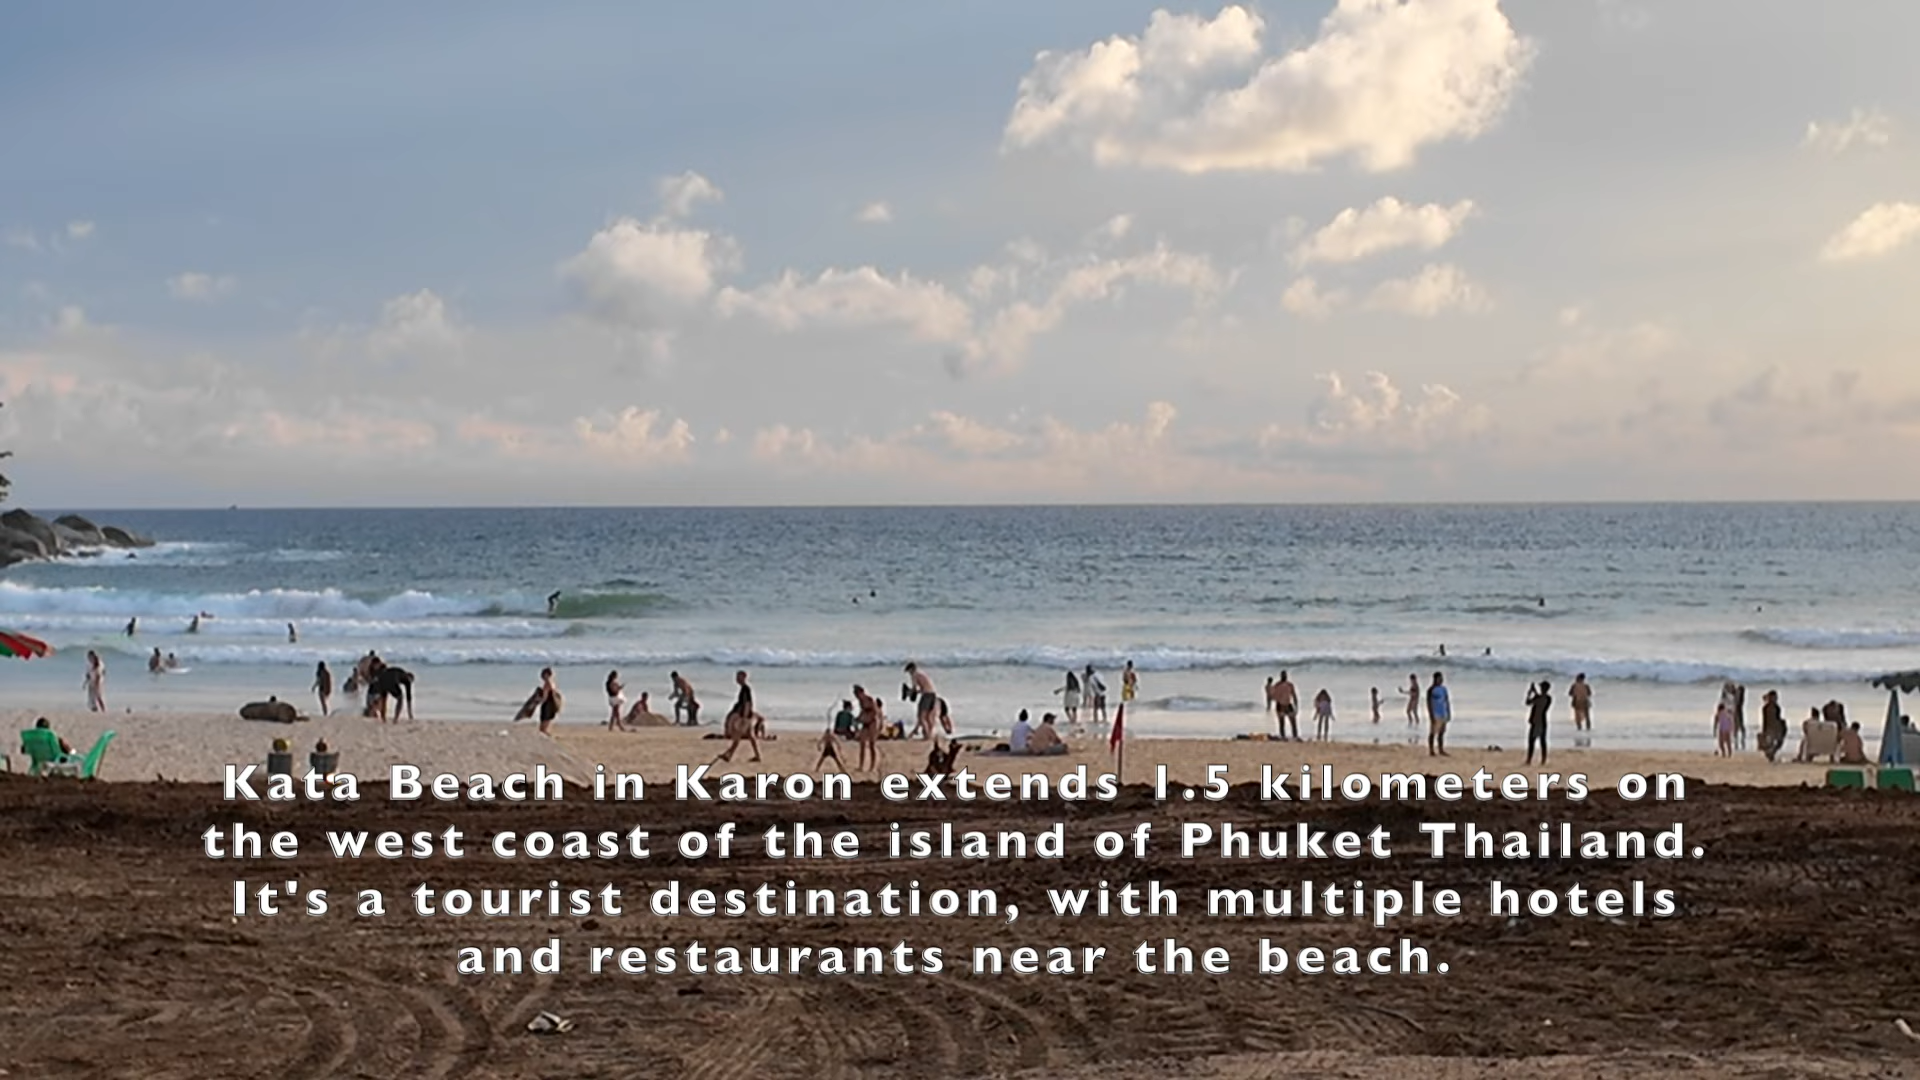 Kata Beach in Karon extends 1.5 kilometers on
the west coast of the island of Phuket Thailand.
It's a tourist destination, with multiple hotels
and restaurants near the beach.